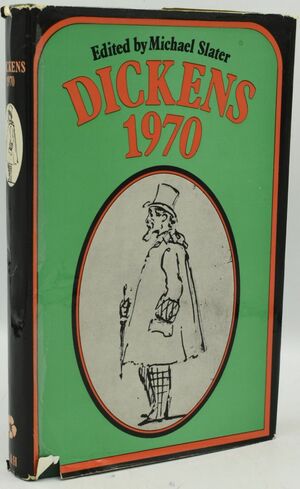 Edited by Michael Slater
DICKENS
1970